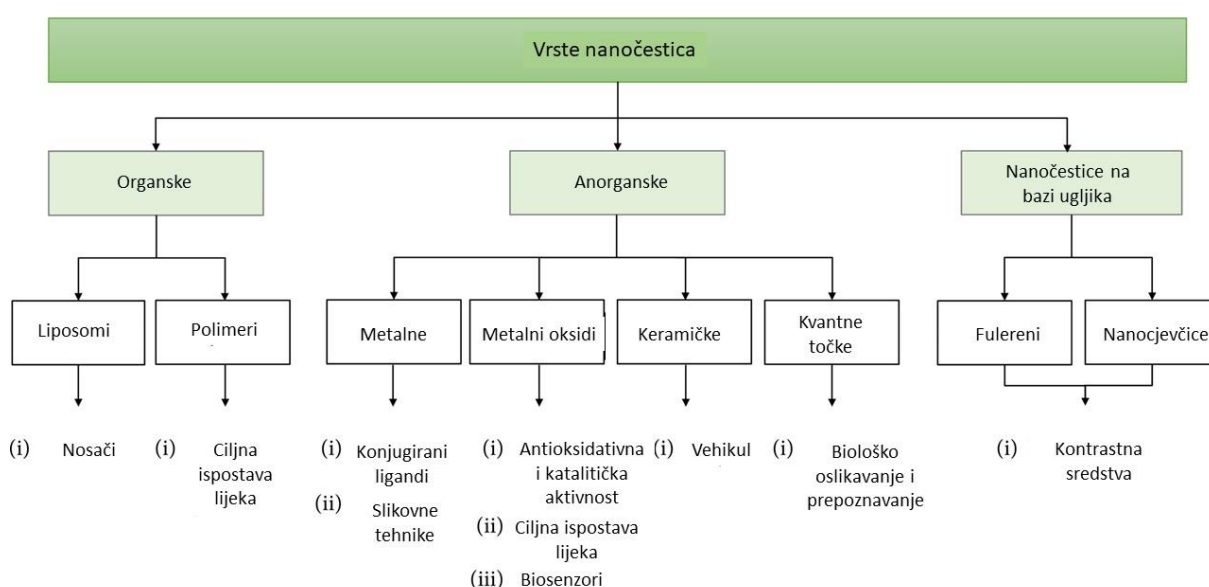 Vrste nanočestica
Organske
Anorganske
Nanočestice na
bazi ugljika
Liposomi
Polimeri
Metalne
Metalni oksidi
Keramičke
Kvantne
točke
Fulereni
Nanocjevčice
(i) Nosači
(i) Ciljna
ispostava
lijeka
(i) Konjugirani
ligandi
(ii) Slikovne
tehnike
(i) Antioksidativna
i katalitička
aktivnost
(ii) Ciljna ispostava
lijeka
(iii) Biosenzori
(i) Vehikul
(i) Biološko
oslikavanje i
prepoznavanje
(i) Kontrastna
sredstva